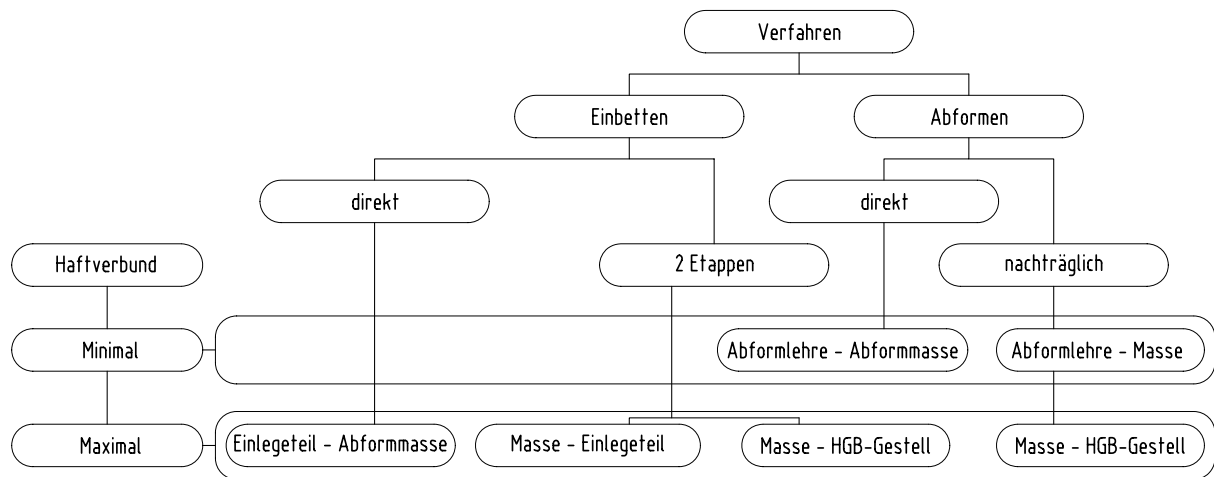 Verfahren
Einbetten
Abformen
direkt
direkt
Haftverbund
2 Etappen
nachträglich
Minimal
Abformlehre - Abformmasse
Abformlehre - Masse
Maximal
Einlegeteil - Abformmasse
Masse - Einlegeteil
Masse - HGB-Gestell
Masse - HGB-Gestell